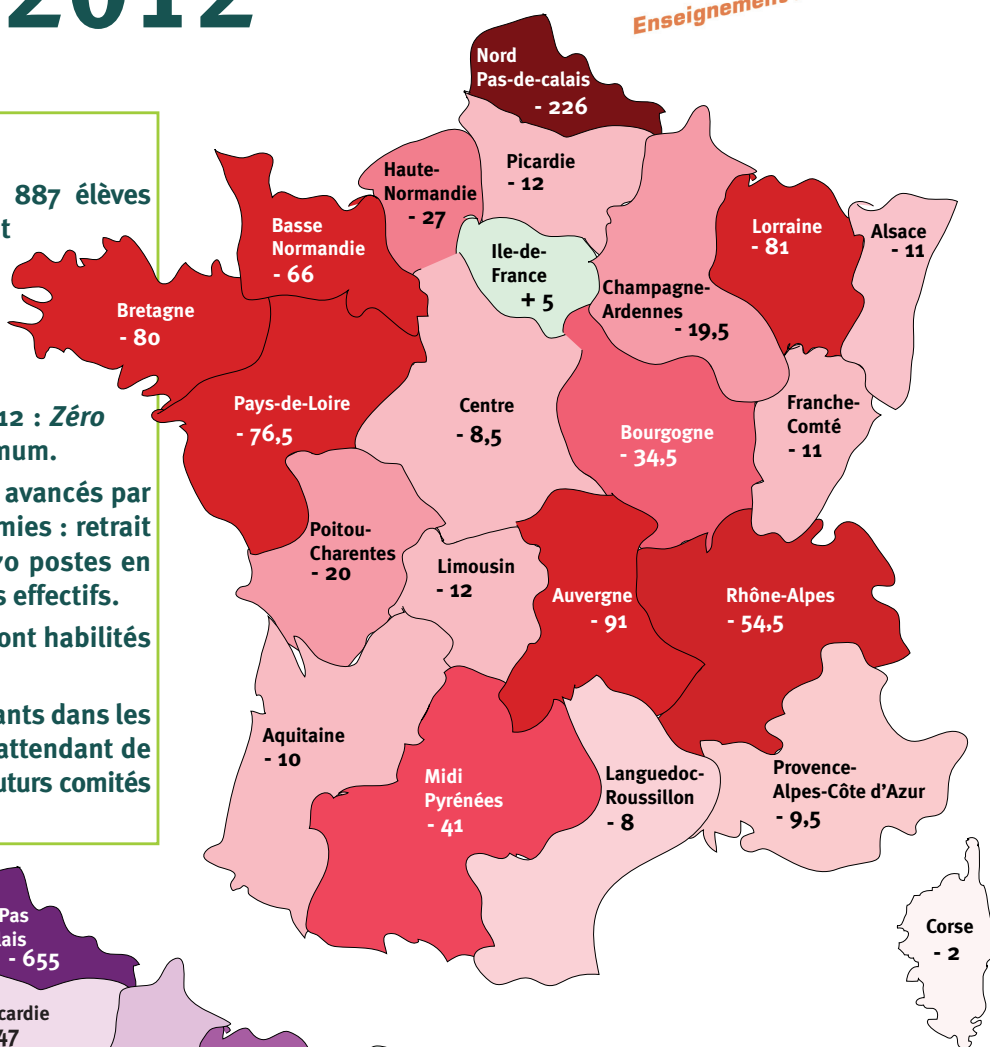 2012
Enseignement
887 élèves
t
12 : Zéro
mum.
avancés par
mies : retrait
70 postes en
s effectifs.
ont habilités
ants dans les
attendant de
uturs comités
Nord
Pas-de-calais
- 226
Picardie
- 12
Haute-
Normandie
- 27
Basse
Normandie
- 66
Ile-de-
France
+ 5
Champagne-
Ardennes
- 19,5
Lorraine
- 81
Alsace
- 11
Bretagne
- 80
Pays-de-Loire
- 76,5
Centre
- 8,5
Bourgogne
- 34,5
Franche-
Comté
- 11
Poitou-
Charentes
- 20
Limousin
- 12
Auvergne
- 91
Rhône-Alpes
- 54,5
Aquitaine
- 10
Midi
Pyrénées
- 41
Languedoc-
Roussillon
- 8
Provence-
Alpes-Côte d'Azur
- 9,5
Corse
- 2
Pas
lais
- 655
cardie
47